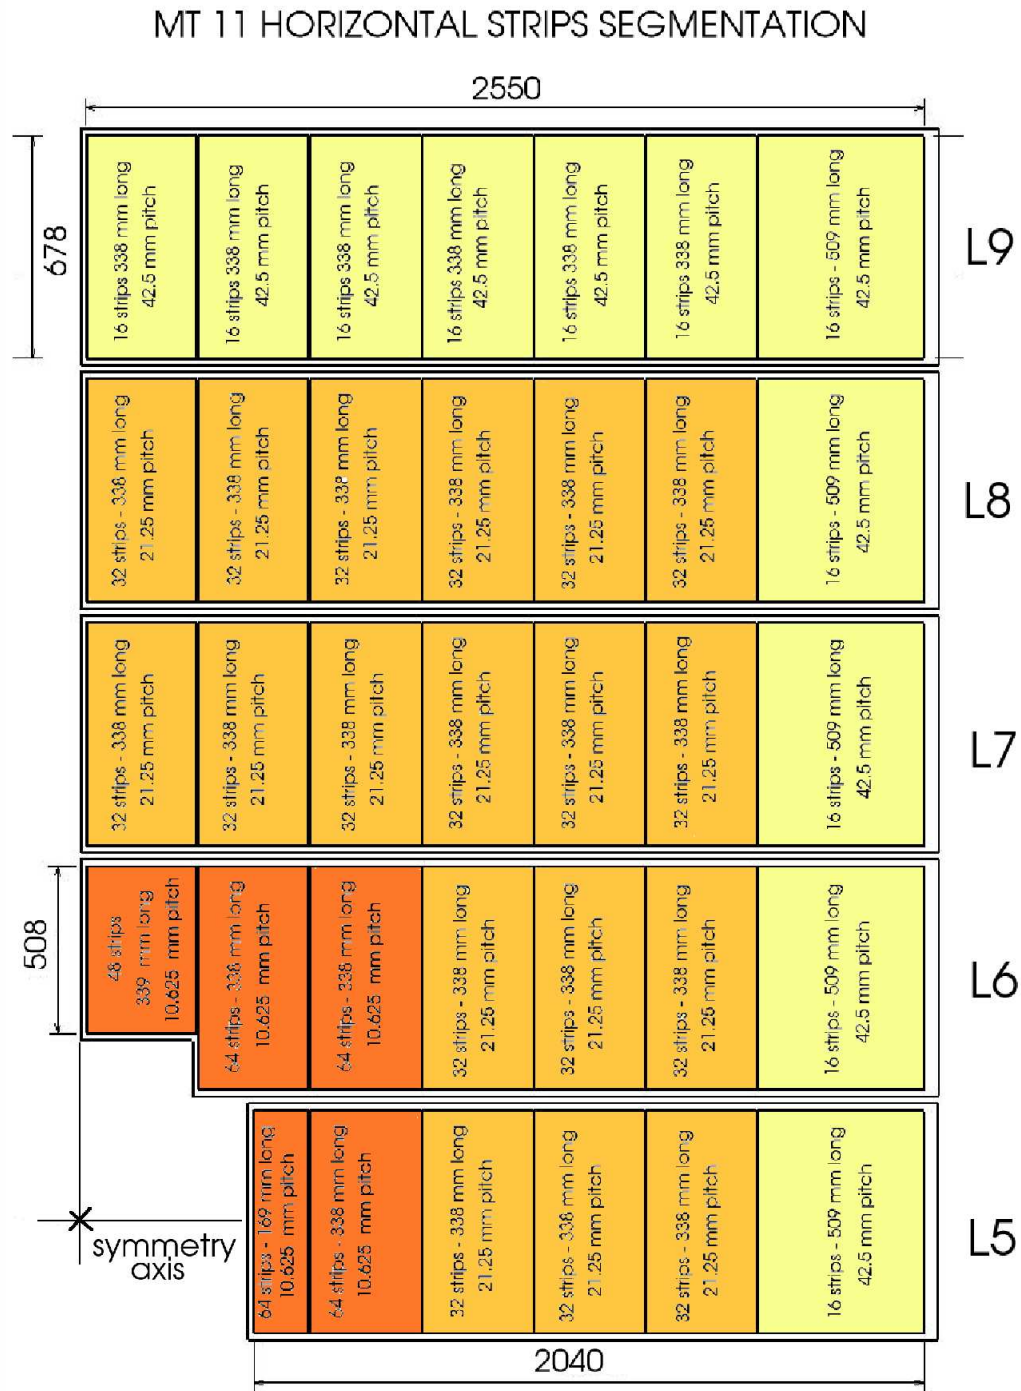 MT 11 HORIZONTAL STRIPS SEGMENTATION
2550
678
16 strips 338 mm long
42.5 mm pitch
16 strips 338 mm long
42.5 mm pitch
16 strips 338 mm long
42.5 mm pitch
16 strips 338 mm long
42.5 mm pitch
16 strips 338 mm long
42.5 mm pitch
16 strips 338 mm long
42.5 mm pitch
16 strips - 509 mm long
42.5 mm pitch
L9
32 strips - 338 mm long
21.25 mm pitch
32 strips - 338 mm long
21.25 mm pitch
32 strips - 338 mm long
21.25 mm pitch
32 strips - 338 mm long
21.25 mm pitch
32 strips - 338 mm long
21.25 mm pitch
32 strips - 338 mm long
21.25 mm pitch
16 strips - 509 mm long
42.5 mm pitch
L8
32 strips - 338 mm long
21.25 mm pitch
32 strips - 338 mm long
21.25 mm pitch
32 strips - 338 mm long
21.25 mm pitch
32 strips - 338 mm long
21.25 mm pitch
32 strips - 338 mm long
21.25 mm pitch
32 strips - 338 mm long
21.25 mm pitch
16 strips - 509 mm long
42.5 mm pitch
L7
508
48 strips
339 mm long
10.625 mm pitch
64 strips - 338 mm long
10.625 mm pitch
64 strips - 338 mm long
10.625 mm pitch
32 strips - 338 mm long
21.25 mm pitch
32 strips - 338 mm long
21.25 mm pitch
32 strips - 338 mm long
21.25 mm pitch
16 strips - 509 mm long
42.5 mm pitch
L6
symmetry
axis
64 strips - 169 mm long
10.625 mm pitch
64 strips - 338 mm long
10.625 mm pitch
32 strips - 338 mm long
21.25 mm pitch
32 strips - 338 mm long
21.25 mm pitch
32 strips - 338 mm long
21.25 mm pitch
16 strips - 509 mm long
42.5 mm pitch
L5
2040